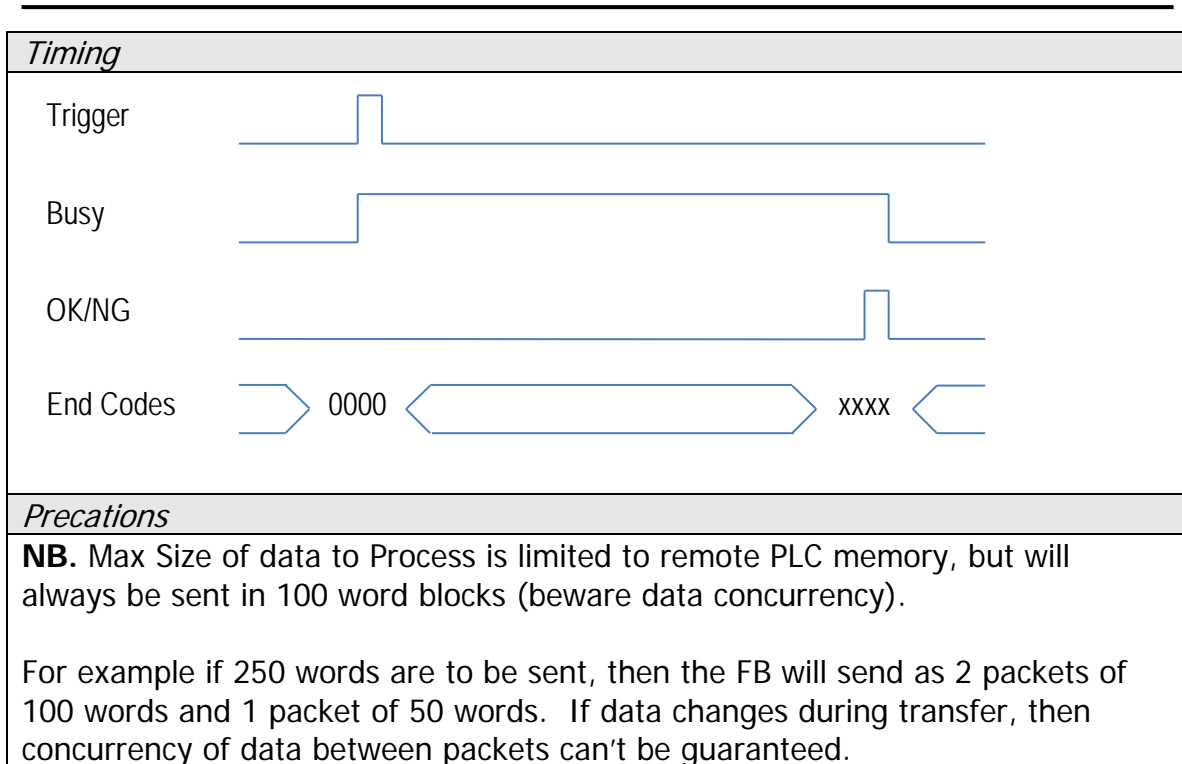 Timing
Trigger
Busy
OK/NG
End Codes 0000 xxxx
Precations
NB. Max Size of data to Process is limited to remote PLC memory, but will
always be sent in 100 word blocks (beware data concurrency).
For example if 250 words are to be sent, then the FB will send as 2 packets of
100 words and 1 packet of 50 words. If data changes during transfer, then
concurrency of data between packets can't be guaranteed.